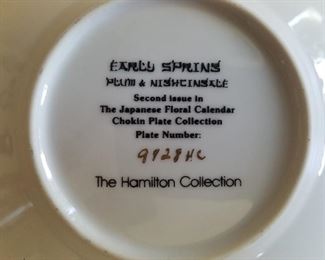 EARLY SPRING
PLUM & NIGHTINGALE
Second issue in
The Japanese Floral Calendar
Chokin Plate Collection
Plate Number:
9728HC
The Hamilton Collection